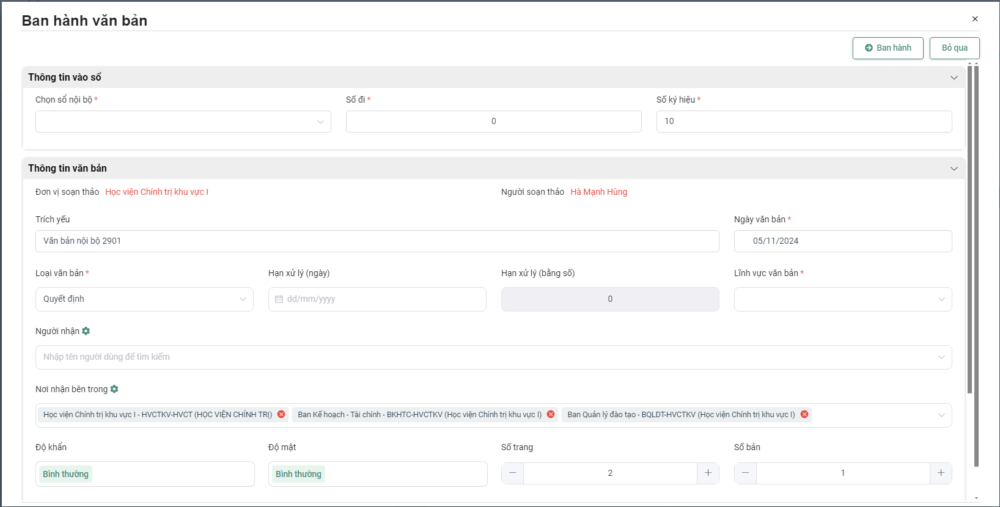 Ban hành văn bản
×
Ban hành
Bỏ qua
Thông tin vào sổ
Chọn sổ nội bộ *
Số đi *
Số ký hiệu *
0
10
Thông tin văn bản
Đơn vị soạn thảo Học viện Chính trị khu vực I
Người soạn thảo Hà Mạnh Hùng
Trích yếu
Ngày văn bản *
Văn bản nội bộ 2901
05/11/2024
Loại văn bản *
Hạn xử lý (ngày)
Hạn xử lý (bằng số)
Lĩnh vực văn bản *
Quyết định
dd/mm/yyyy
0
Người nhận
Nhập tên người dùng để tìm kiếm
Nơi nhận bên trong
Học viện Chính trị khu vực I - HVCTKV-HVCT (HỌC VIỆN CHÍNH TRỊ)
Ban Kế hoạch - Tài chính - BKHTC-HVCTKV (Học viện Chính trị khu vực I)
Ban Quản lý đào tạo - BQLDT-HVCTKV (Học viện Chính trị khu vực I)
Độ khẩn
Độ mật
Số trang
Số bản
Bình thường
Bình thường
2
1